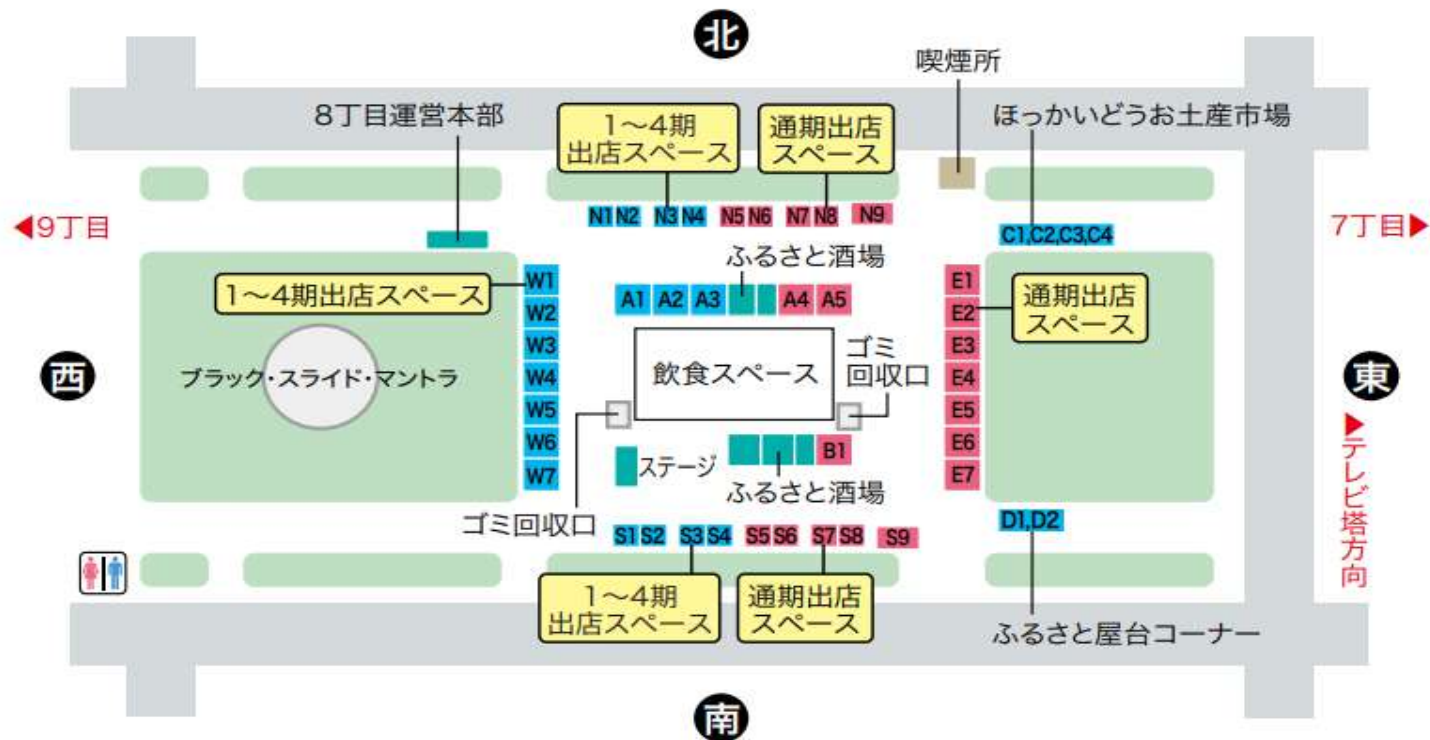 北
喫煙所
8丁目運営本部
1～4期
出店スペース
通期出店
スペース
ほっかいどうお土産市場
◀9丁目
N1 N2 N3 N4 N5 N6 N7 N8 N9
C1,C2,C3,C4
7丁目▶
ふるさと酒場
1～4期出店スペース
W1
W2
W3
W4
W5
W6
W7
A1 A2 A3 A4 A5
E1
E2
E3
E4
E5
E6
E7
通期出店
スペース
西
ブラック・スライド・マントラ
飲食スペース
ゴミ
回収口
東
▶テレビ塔方向
ステージ
B1
ふるさと酒場
ゴミ回収口
S1 S2 S3 S4 S5 S6 S7 S8 S9
D1,D2
1～4期
出店スペース
通期出店
スペース
ふるさと屋台コーナー
南